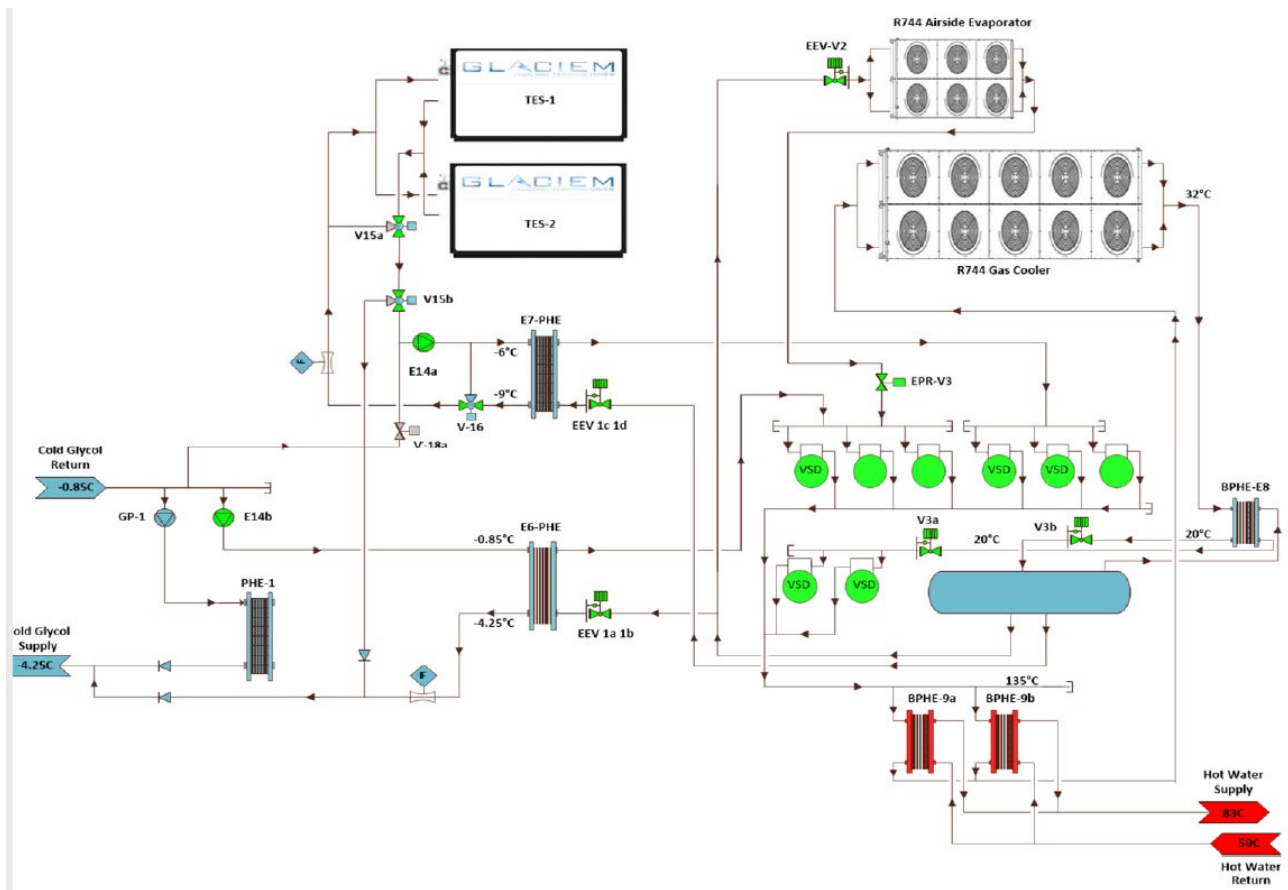 R744 Airside Evaporator
EEV-V2
GLACIEM
TES-1
GLACIEM
TES-2
R744 Gas Cooler
32°C
V15a
V15b
E7-PHE
-6°C
E14a
F
-9°C
EPR-V3
V-16
EEV 1c 1d
V-18a
Cold Glycol
Return
-0.85C
GP-1
E14b
VSD
VSD
VSD
BPHE-E8
V3a
V3b
E6-PHE
-0.85°C
20°C
20°C
PHE-1
VSD
VSD
-4.25°C
EEV 1a 1b
old Glycol
Supply
-4.25C
F
135°C
BPHE-9a
BPHE-9b
Hot Water
Supply
83C
50C
Hot Water
Return